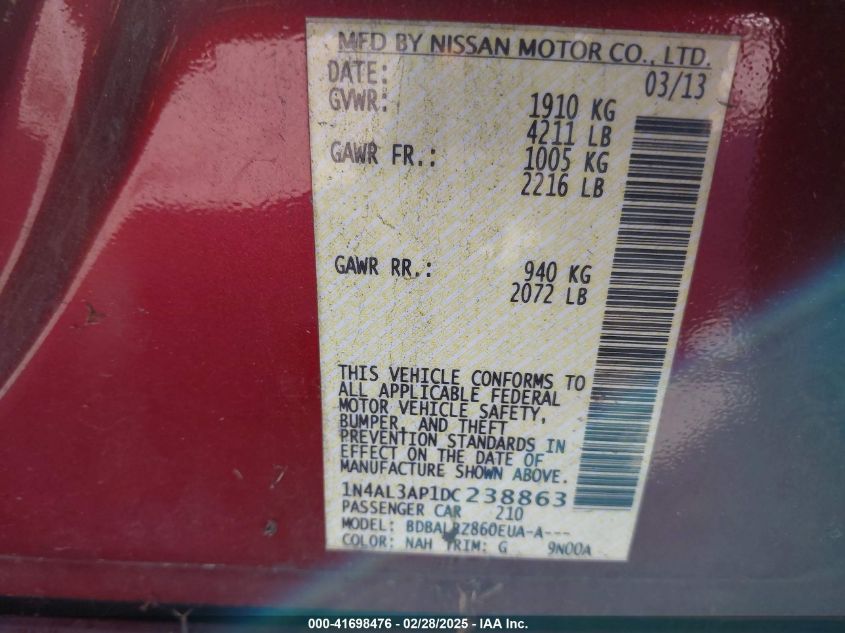 MFD BY NISSAN MOTOR CO., LTD.
DATE: 03/13
GVWR: 1910 KG
4211 LB
GAWR FR.: 1005 KG
2216 LB
GAWR RR.: 940 KG
2072 LB
THIS VEHICLE CONFORMS TO
ALL APPLICABLE FEDERAL
MOTOR VEHICLE SAFETY,
BUMPER, AND THEFT
PREVENTION STANDARDS IN
EFFECT ON THE DATE OF
MANUFACTURE SHOWN ABOVE.
1N4AL3AP1DC238863
PASSENGER CAR 210
MODEL: BDBALBZ860EUA-A---
COLOR: NAH TRIM: G 9N00A
000-41698476 - 02/28/2025 - IAA Inc.